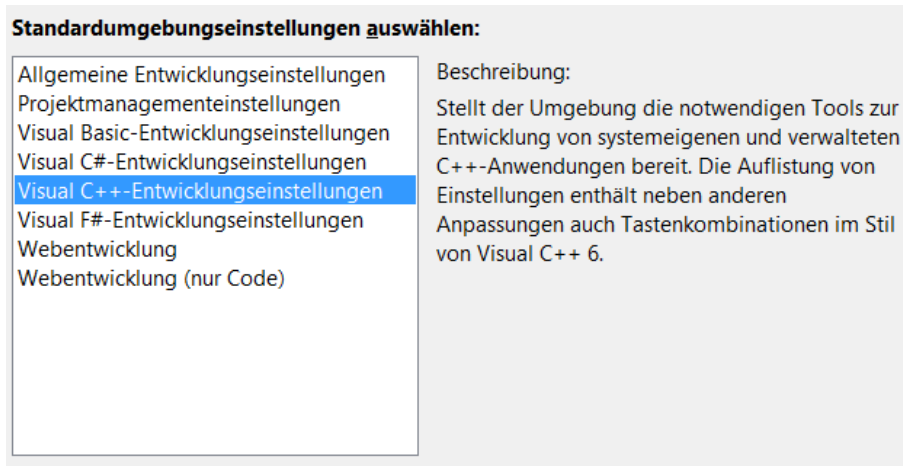 Standardumgebungseinstellungen auswählen:
Allgemeine Entwicklungseinstellungen
Projektmanagementeinstellungen
Visual Basic-Entwicklungseinstellungen
Visual C#-Entwicklungseinstellungen
Visual C++-Entwicklungseinstellungen
Visual F#-Entwicklungseinstellungen
Webentwicklung
Webentwicklung (nur Code)
Beschreibung:
Stellt der Umgebung die notwendigen Tools zur
Entwicklung von systemeigenen und verwalteten
C++-Anwendungen bereit. Die Auflistung von
Einstellungen enthält neben anderen
Anpassungen auch Tastenkombinationen im Stil
von Visual C++ 6.